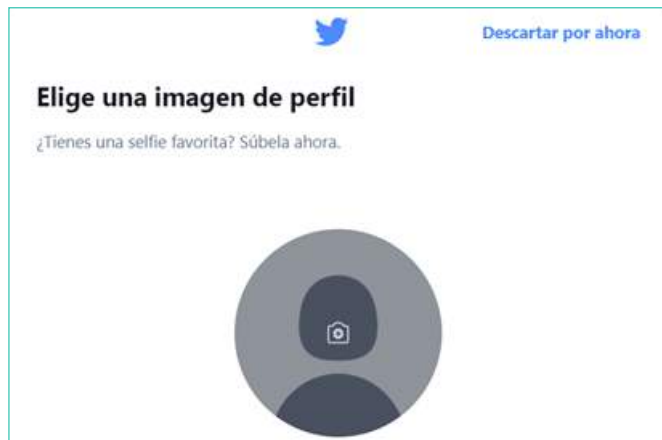 Descartar por ahora
Elige una imagen de perfil
¿Tienes una selfie favorita? Súbela ahora.